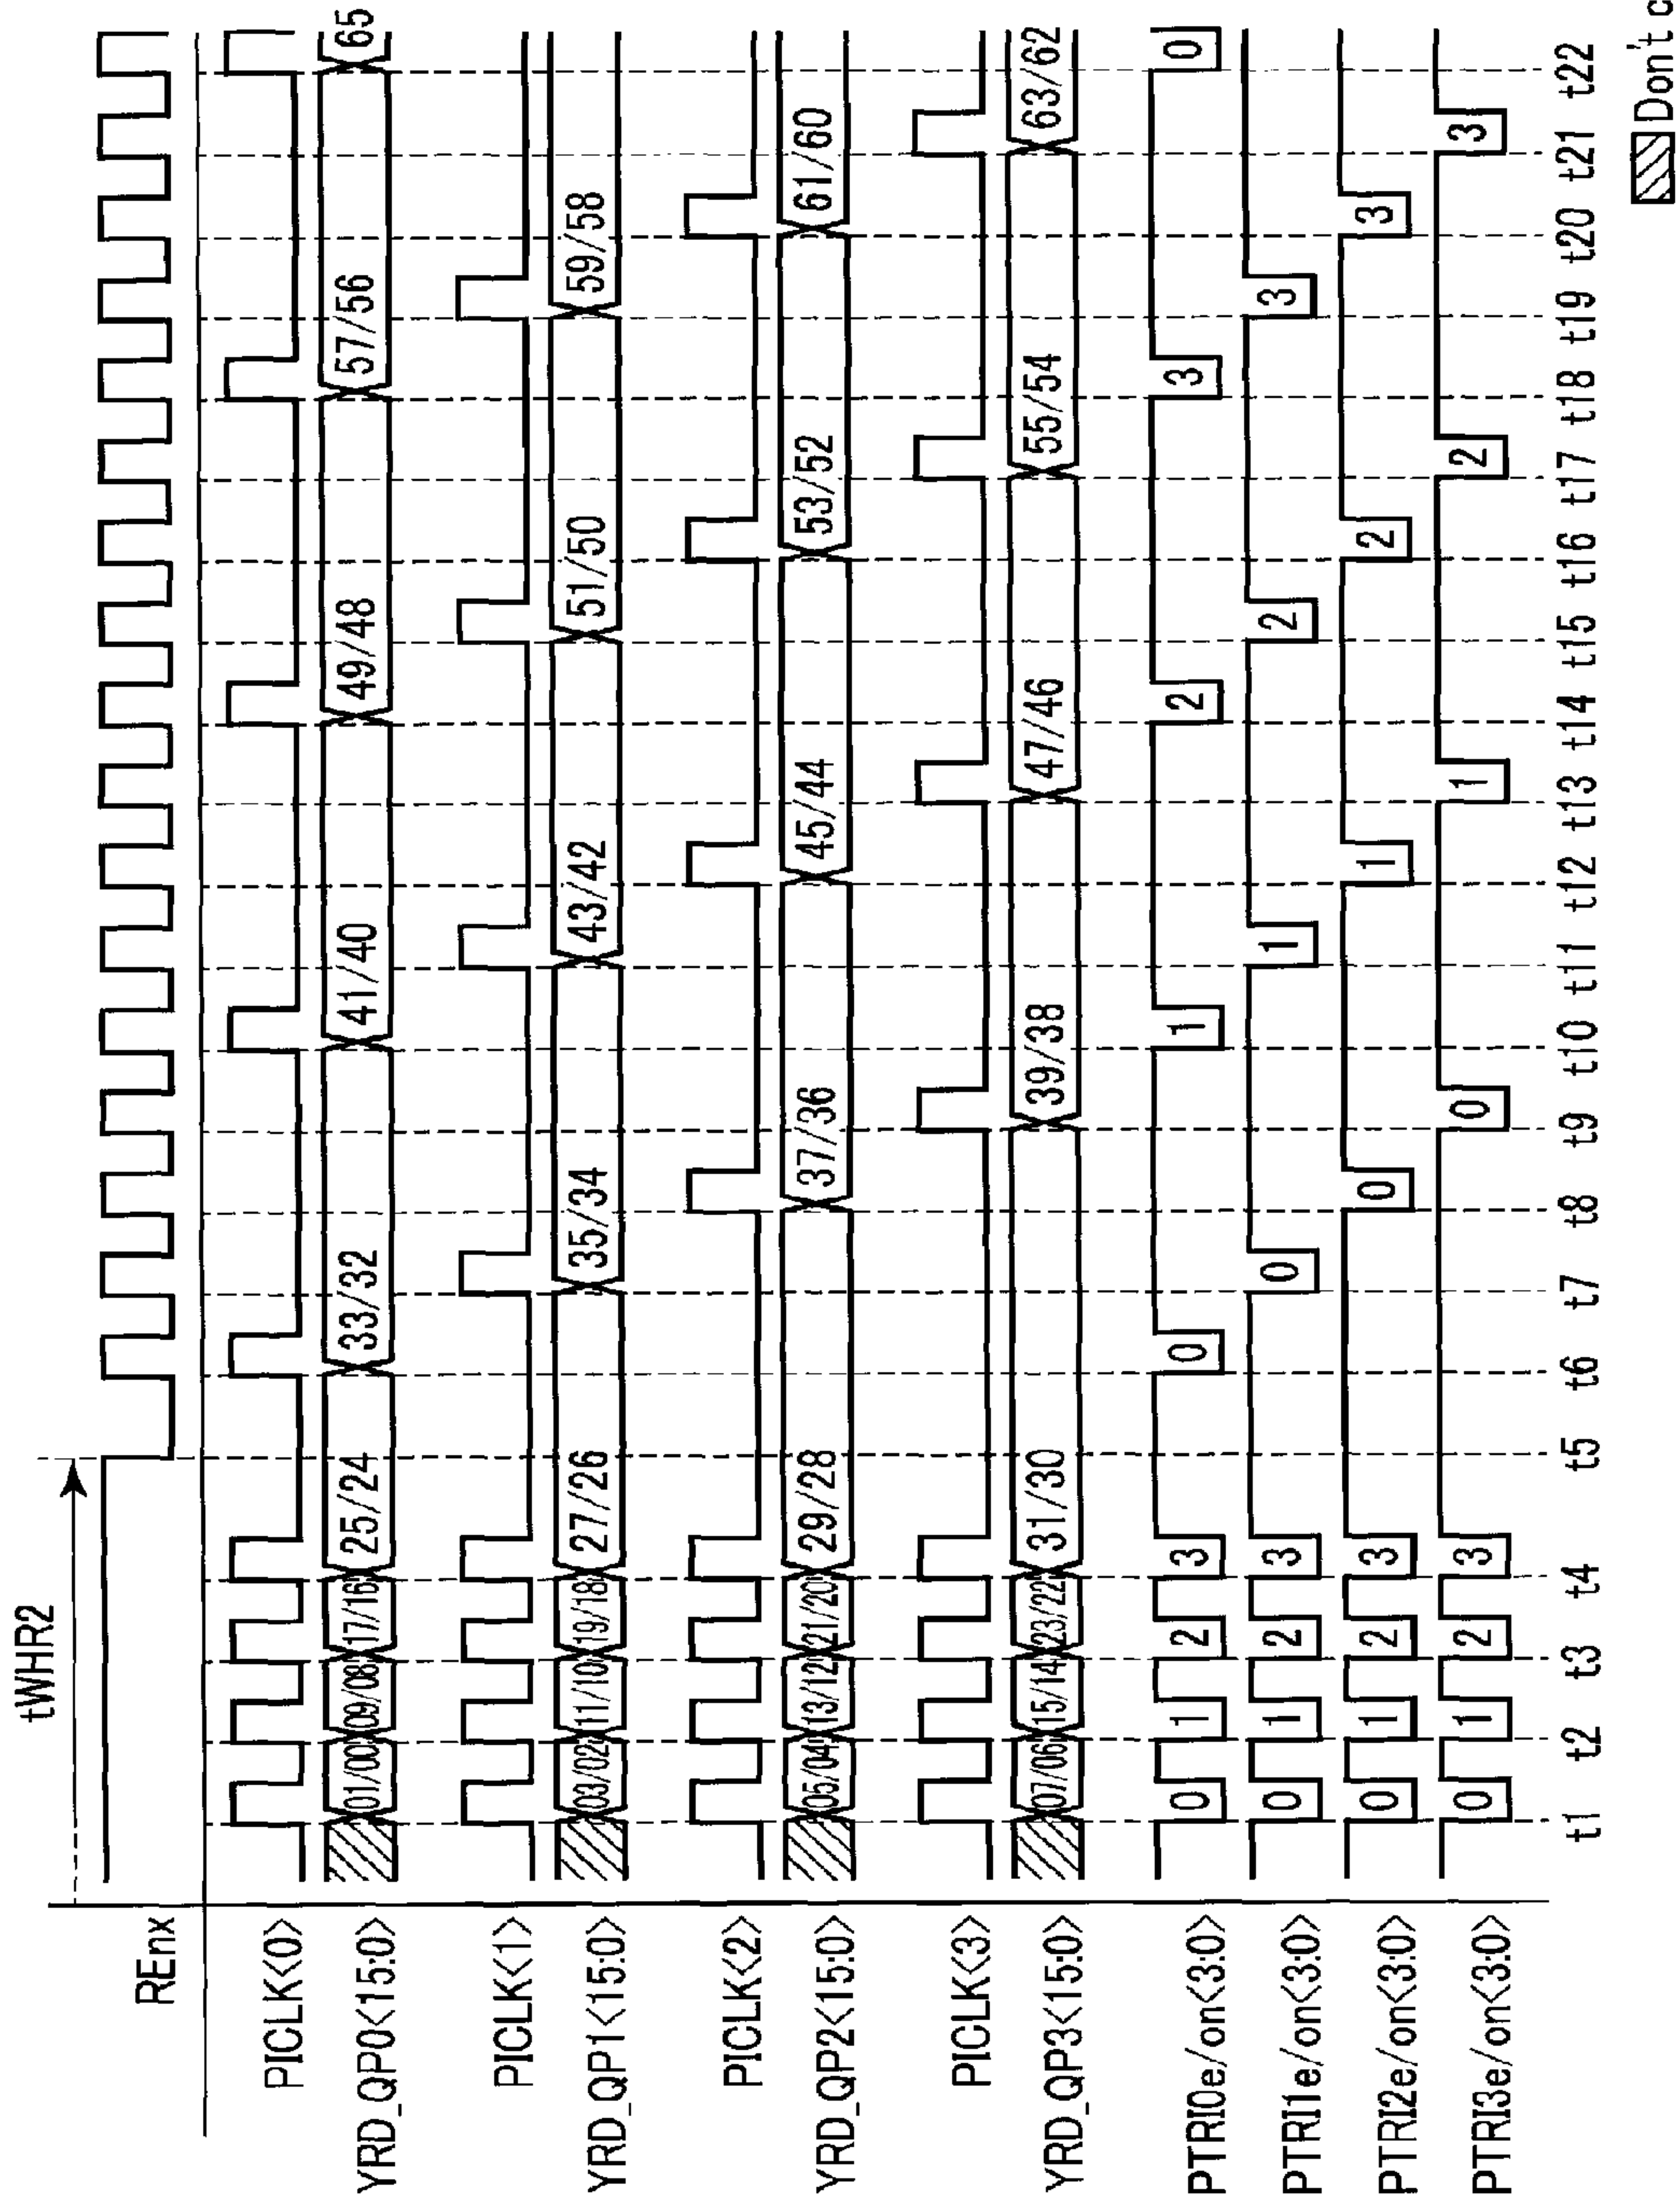 tWHR2
REnx
PICLK<0>
YRD_QP0<15:0> 01/00 09/08 17/16 25/24 33/32 41/40 49/48 57/56 65
PICLK<1>
YRD_QP1<15:0> 03/02 11/10 19/18 27/26 35/34 43/42 51/50 59/58
PICLK<2>
YRD_QP2<15:0> 05/04 13/12 21/20 29/28 37/36 45/44 53/52 61/60
PICLK<3>
YRD_QP3<15:0> 07/06 15/14 23/22 31/30 39/38 47/46 55/54 63/62
PTRI0e/on<3:0> 0 1 2 3 0 1 2 3 0
PTRI1e/on<3:0> 0 1 2 3 0 1 2 3
PTRI2e/on<3:0> 0 1 2 3 0 1 2 3
PTRI3e/on<3:0> 0 1 2 3 0 1 2 3
t1 t2 t3 t4 t5 t6 t7 t8 t9 t10 t11 t12 t13 t14 t15 t16 t17 t18 t19 t20 t21 t22
Don't c